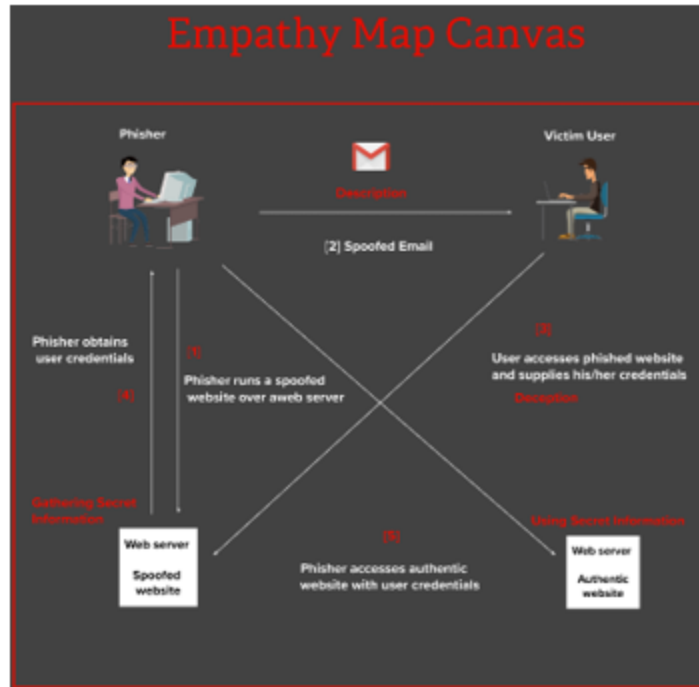 Empathy Map Canvas
Phisher
Victim User
Description
[2] Spoofed Email
Phisher obtains
user credentials
[4]
[1]
Phisher runs a spoofed
website over aweb server
[3]
User accesses phished website
and supplies his/her credentials
Deception
Gathering Secret
Information
Web server
Spoofed
website
[5]
Phisher accesses authentic
website with user credentials
Using Secret Information
Web server
Authentic
website